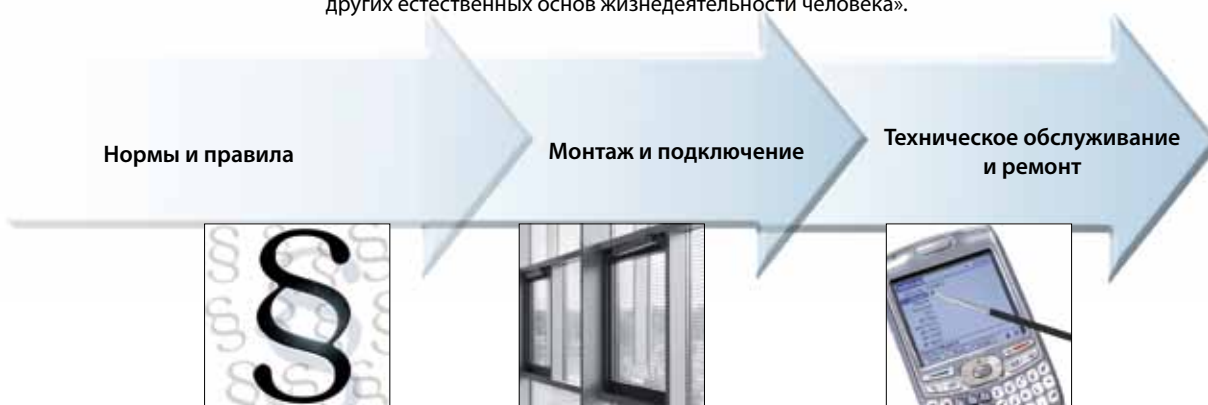 других естественных основ жизнедеятельности человека».
Нормы и правила
Монтаж и подключение
Техническое обслуживание
и ремонт
§